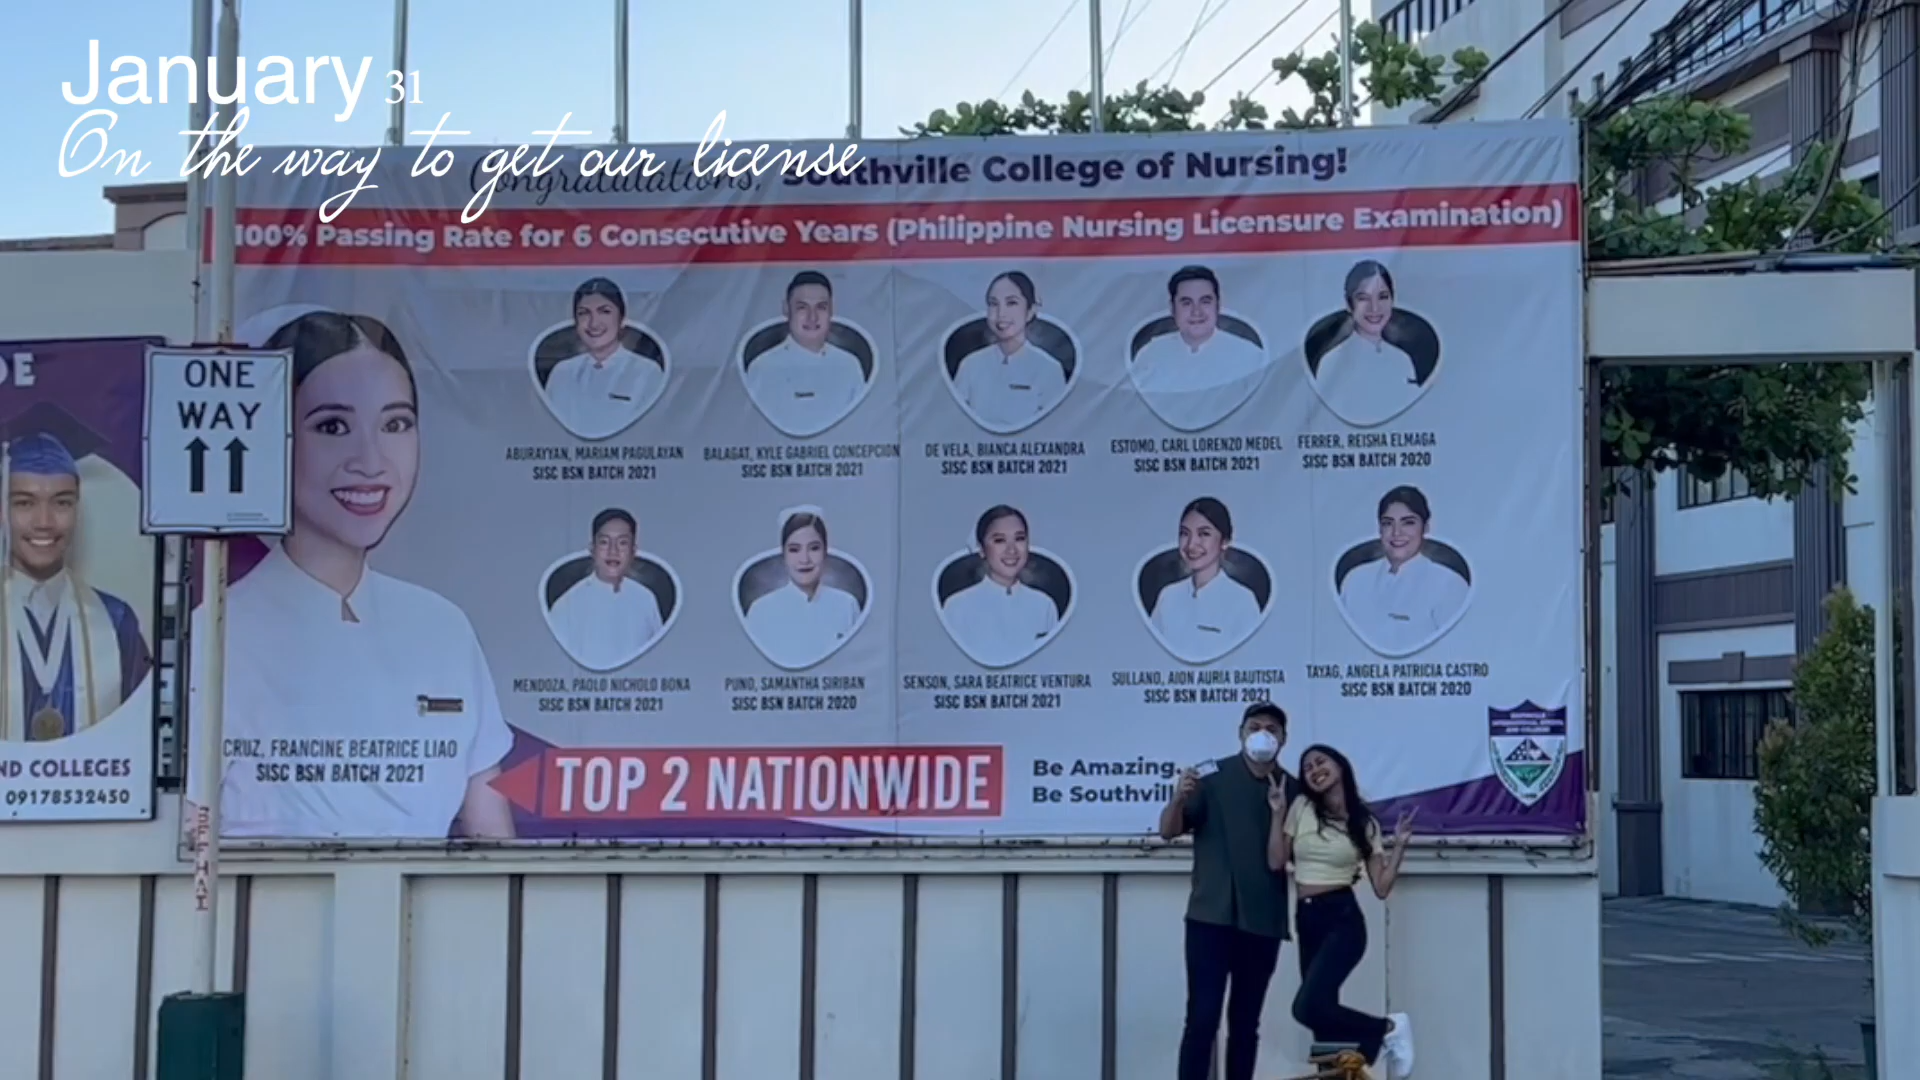 January 31
On the way to get our license
Congratulations, Southville College of Nursing!
100% Passing Rate for 6 Consecutive Years (Philippine Nursing Licensure Examination)
DE
ONE
WAY
ABURAYYAN, MARIAM PAGULAYAN
SISC BSN BATCH 2021
BALAGAT, KYLE GABRIEL CONCEPCION
SISC BSN BATCH 2021
DE VELA, BIANCA ALEXANDRA
SISC BSN BATCH 2021
ESTOMO, CARL LORENZO MEDEL
SISC BSN BATCH 2021
FERRER, REISHA ELMAGA
SISC BSN BATCH 2020
MENDOZA, PAOLO NICHOLO BONA
SISC BSN BATCH 2021
PUNO, SAMANTHA SIRIBAN
SISC BSN BATCH 2020
SENSON, SARA BEATRICE VENTURA
SISC BSN BATCH 2021
SULLANO, AION AURIA BAUTISTA
SISC BSN BATCH 2021
TAYAG, ANGELA PATRICIA CASTRO
SISC BSN BATCH 2020
CRUZ, FRANCINE BEATRICE LIAO
SISC BSN BATCH 2021
TOP 2 NATIONWIDE
Be Amazing.
Be Southvill
ND COLLEGES
09178532450